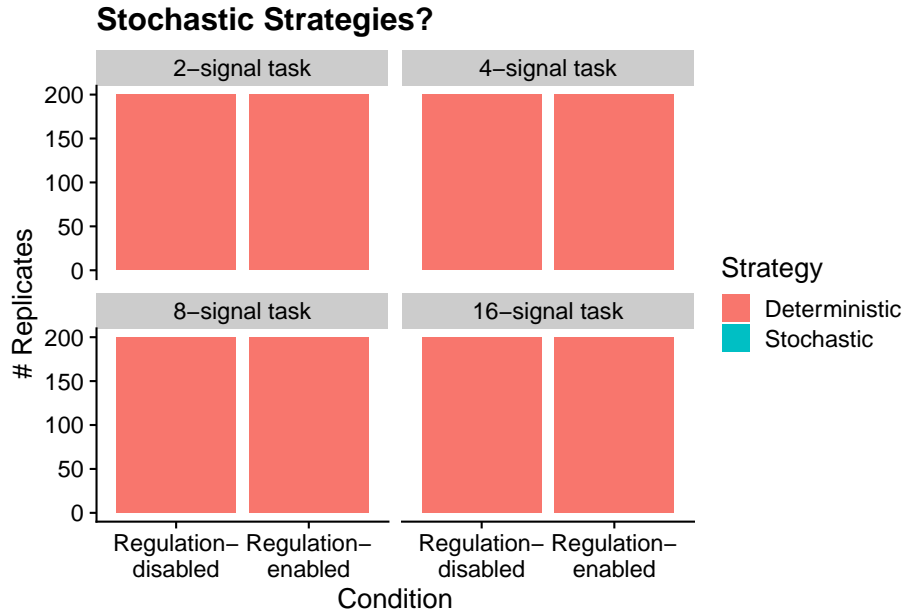 Stochastic Strategies?
2−signal task
4−signal task
200
150
100
50
0
8−signal task
16−signal task
200
150
100
50
0
# Replicates
Regulation−
disabled
Regulation−
enabled
Regulation−
disabled
Regulation−
enabled
Condition
Strategy
Deterministic
Stochastic